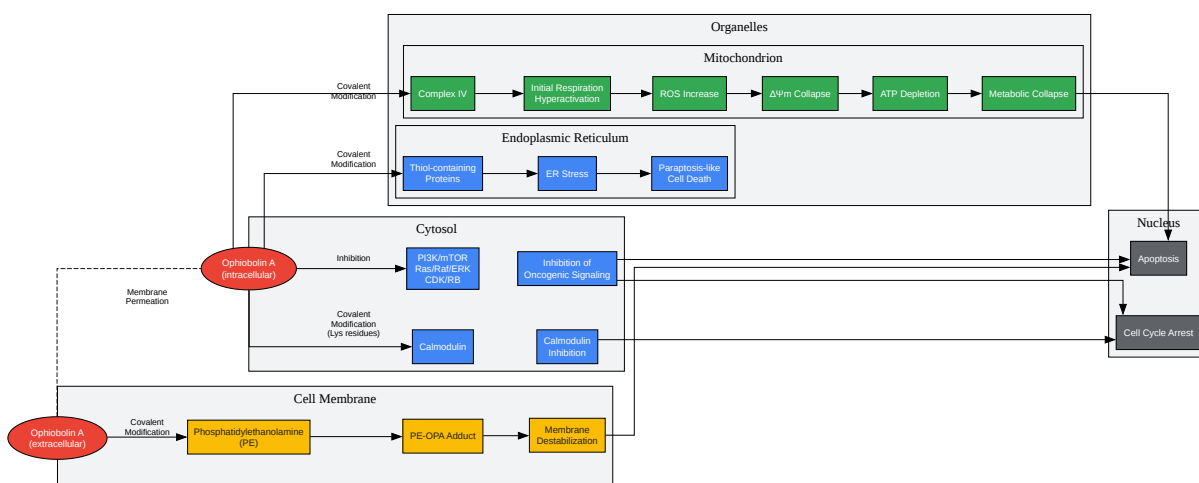 Organelles
Mitochondrion
Covalent
Modification
Complex IV
Initial Respiration
Hyperactivation
ROS Increase
ΔΨm Collapse
ATP Depletion
Metabolic Collapse
Endoplasmic Reticulum
Covalent
Modification
Thiol-containing
Proteins
ER Stress
Paraptosis-like
Cell Death
Cytosol
Nucleus
Ophiobolin A
(intracellular)
Inhibition
PI3K/mTOR
Ras/Raf/ERK
CDK/RB
Inhibition of
Oncogenic Signaling
Apoptosis
Membrane
Permeation
Covalent
Modification
(Lys residues)
Calmodulin
Calmodulin
Inhibition
Cell Cycle Arrest
Cell Membrane
Ophiobolin A
(extracellular)
Covalent
Modification
Phosphatidylethanolamine
(PE)
PE-OPA Adduct
Membrane
Destabilization